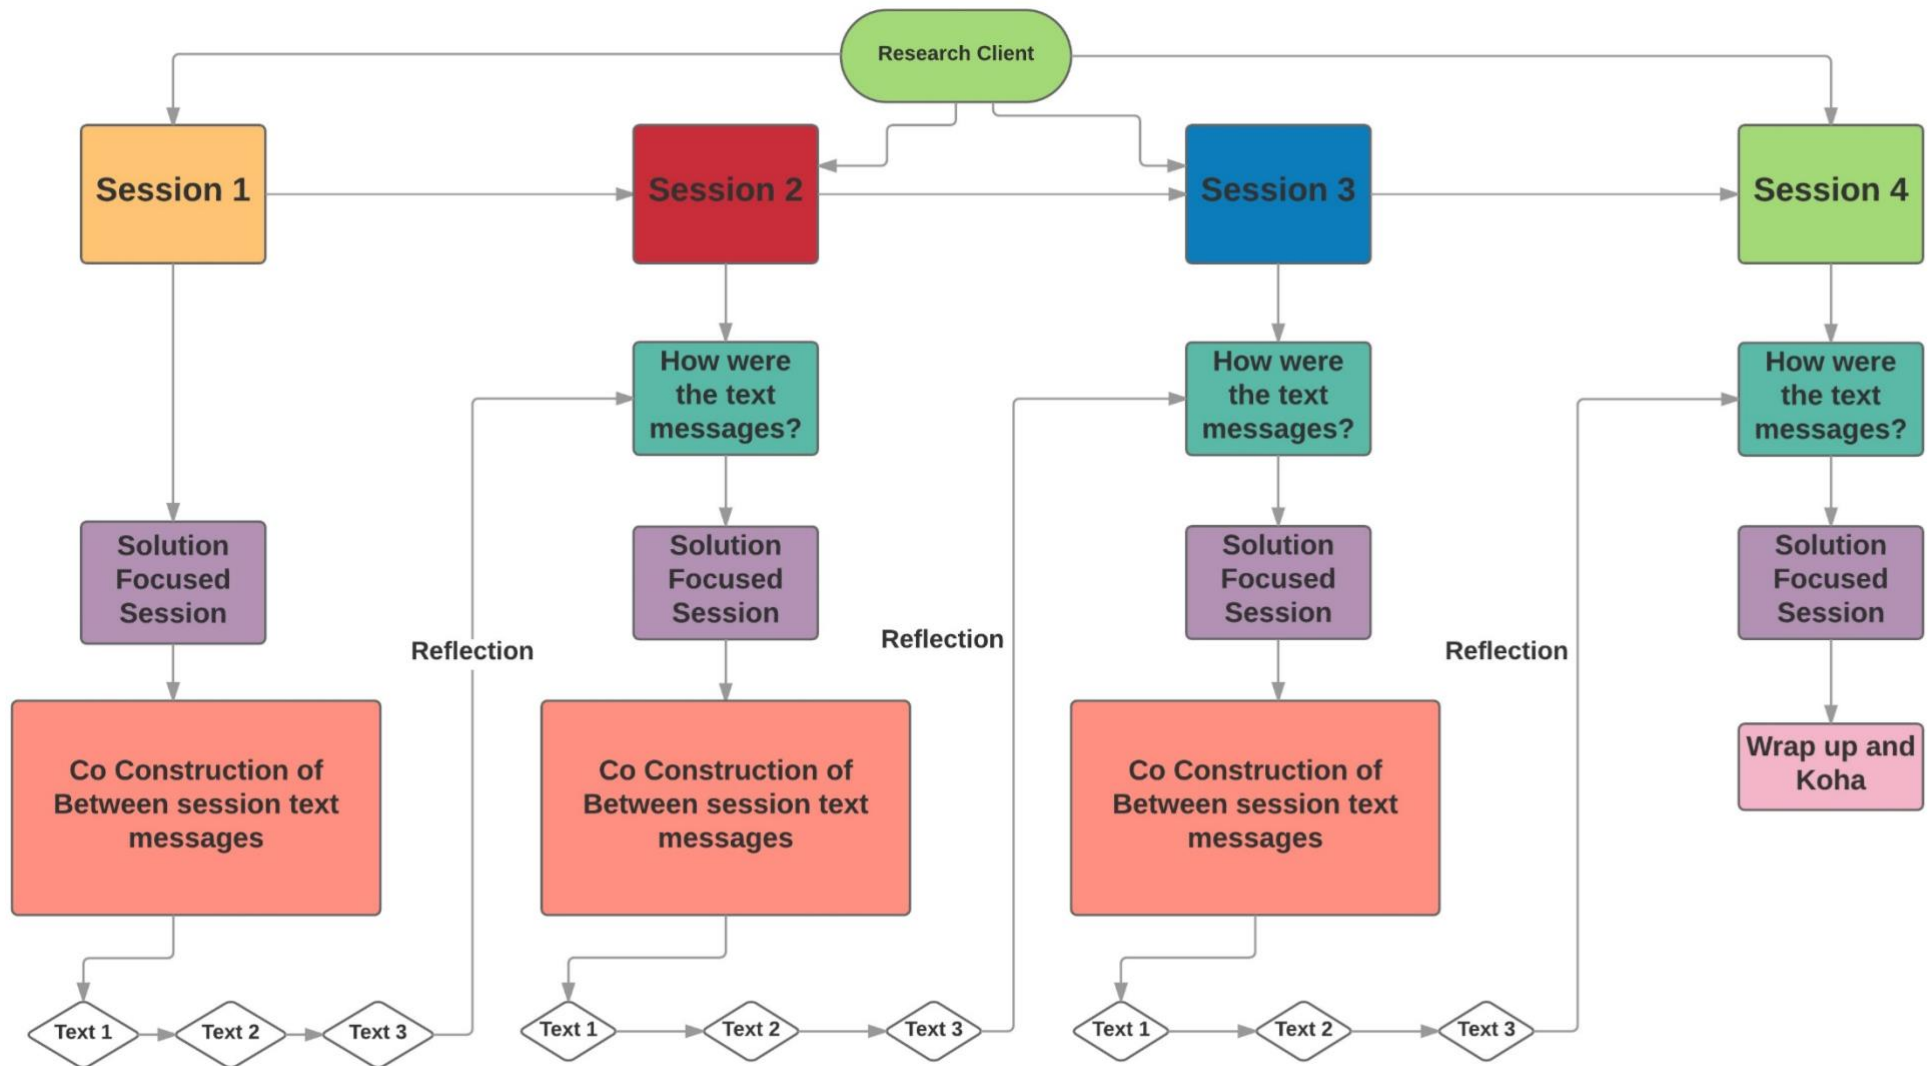 Research Client
Session 1
Session 2
Session 3
Session 4
How were
the text
messages?
How were
the text
messages?
How were
the text
messages?
Solution
Focused
Session
Solution
Focused
Session
Solution
Focused
Session
Solution
Focused
Session
Reflection
Reflection
Reflection
Co Construction of
Between session text
messages
Co Construction of
Between session text
messages
Co Construction of
Between session text
messages
Wrap up and
Koha
Text 1
Text 2
Text 3
Text 1
Text 2
Text 3
Text 1
Text 2
Text 3